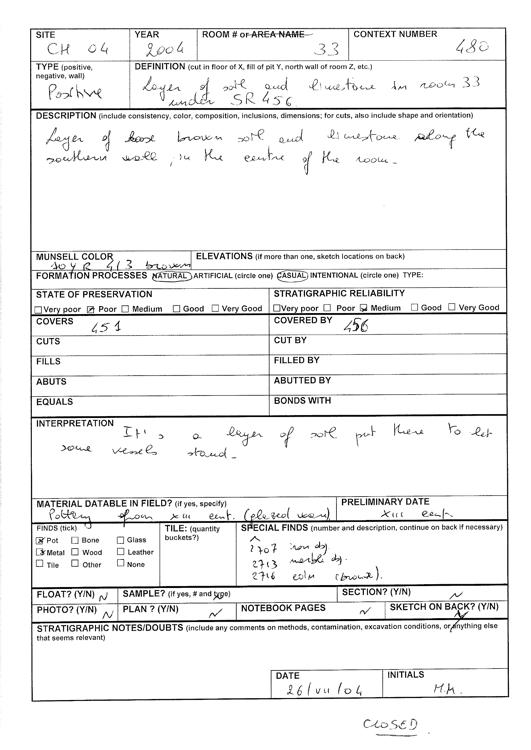 SITE YEAR ROOM # or AREA NAME CONTEXT NUMBER
CH 04 2004 33 480
TYPE (positive, negative, wall) DEFINITION (cut in floor of X, fill of pit Y, north wall of room Z, etc.)
Positive Layer of soil and limestone in room 33
under SR 456
DESCRIPTION (include consistency, color, composition, inclusions, dimensions; for cuts, also include shape and orientation)
Layer of loose brown soil and limestone along the
southern wall, in the centre of the room.
MUNSELL COLOR ELEVATIONS (if more than one, sketch locations on back)
10YR 4/3 brown
FORMATION PROCESSES NATURAL ARTIFICIAL (circle one) CASUAL INTENTIONAL (circle one) TYPE:
STATE OF PRESERVATION STRATIGRAPHIC RELIABILITY
Very poor Poor Medium Good Very Good Very poor Poor Medium Good Very Good
COVERS 451 COVERED BY 456
CUTS CUT BY
FILLS FILLED BY
ABUTS ABUTTED BY
EQUALS BONDS WITH
INTERPRETATION
It's a layer of soil put there to let
some vessels stand.
MATERIAL DATABLE IN FIELD? (if yes, specify) PRELIMINARY DATE
Pottery from XIII cent. (glazed ware) XIII cent.
FINDS (tick) TILE: (quantity buckets?) SPECIAL FINDS (number and description, continue on back if necessary)
Pot Bone Glass
Metal Wood Leather
Tile Other None
2707 iron obj.
2713 marble obj.
2716 coin (bronze).
FLOAT? (Y/N) N SAMPLE? (if yes, # and type) SECTION? (Y/N) N
PHOTO? (Y/N) N PLAN ? (Y/N) N NOTEBOOK PAGES N SKETCH ON BACK? (Y/N) N
STRATIGRAPHIC NOTES/DOUBTS (include any comments on methods, contamination, excavation conditions, or anything else
that seems relevant)
DATE INITIALS
26/VII/04 M.M.
CLOSED